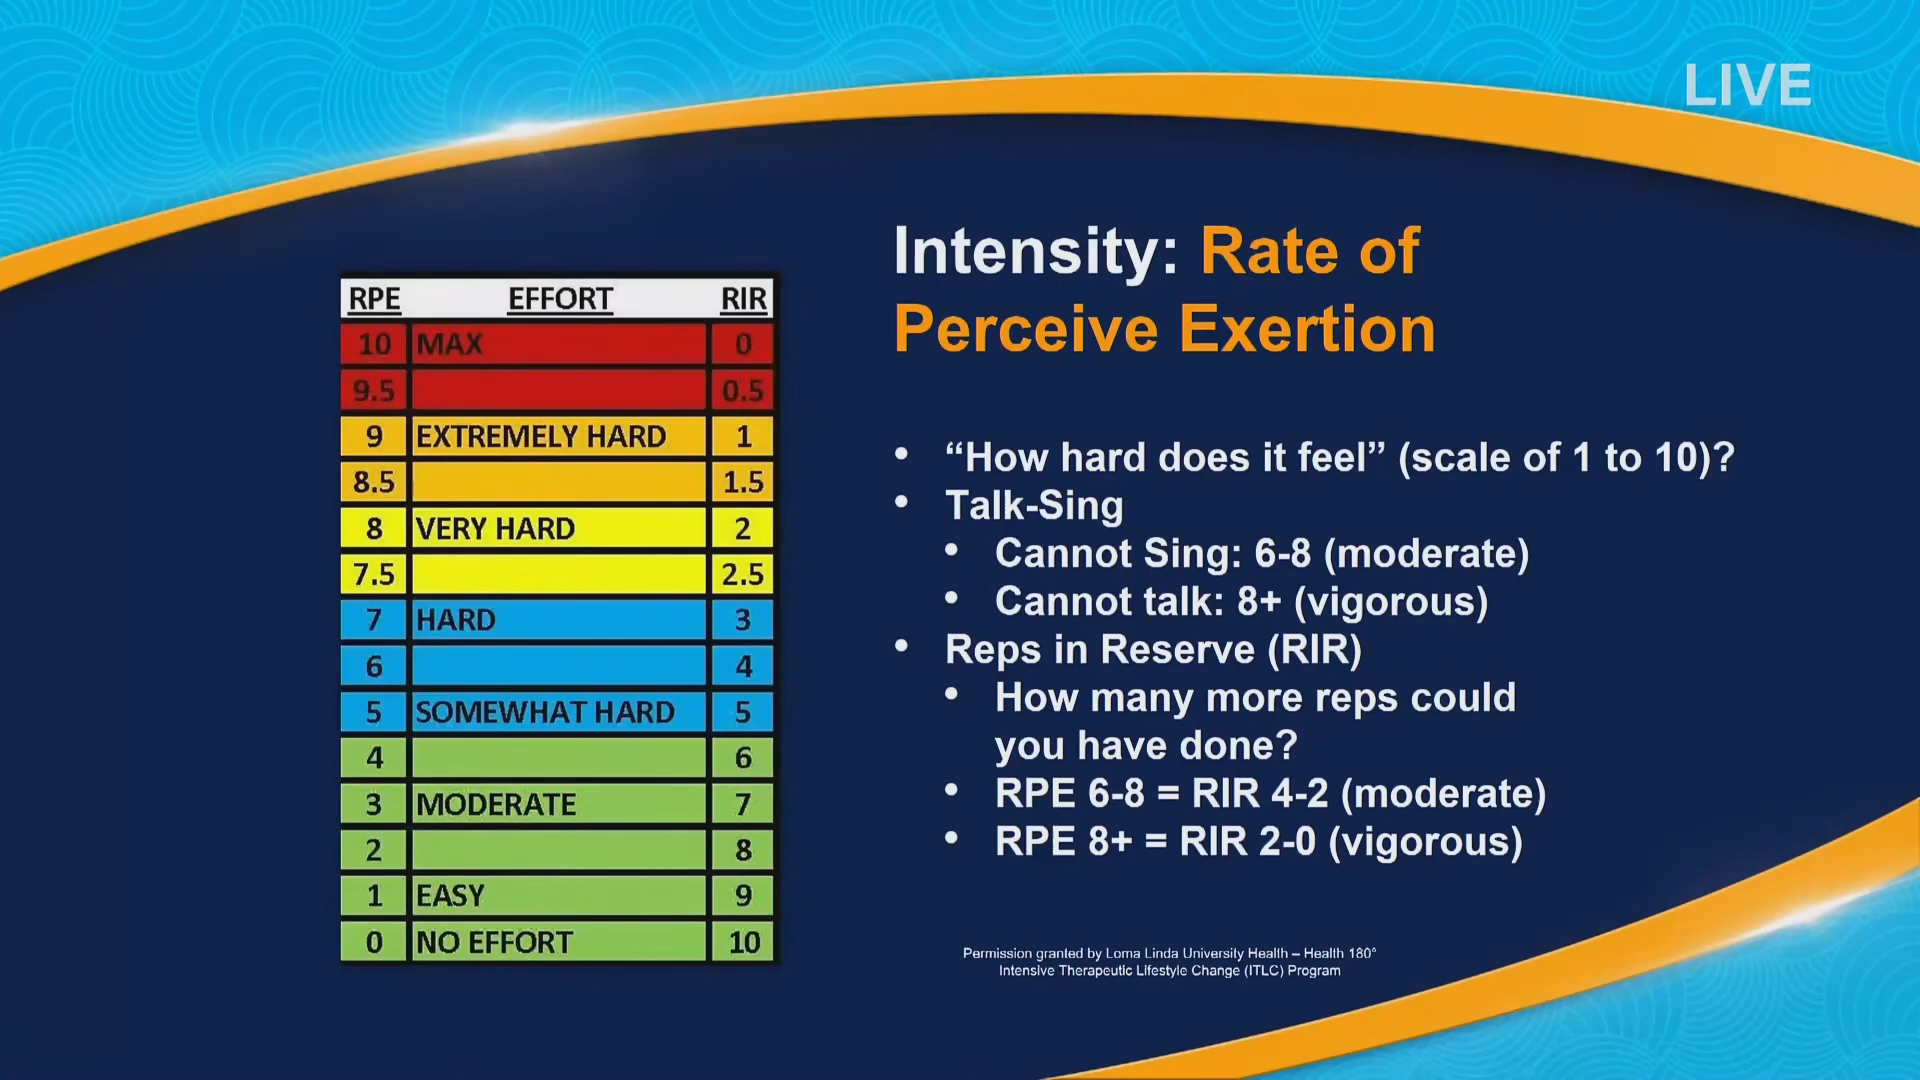 LIVE
Intensity: Rate of
Perceive Exertion
RPE EFFORT RIR
10 MAX 0
9.5 0.5
9 EXTREMELY HARD 1
8.5 1.5
8 VERY HARD 2
7.5 2.5
7 HARD 3
6 4
5 SOMEWHAT HARD 5
4 6
3 MODERATE 7
2 8
1 EASY 9
0 NO EFFORT 10
• “How hard does it feel” (scale of 1 to 10)?
• Talk-Sing
• Cannot Sing: 6-8 (moderate)
• Cannot talk: 8+ (vigorous)
• Reps in Reserve (RIR)
• How many more reps could
you have done?
• RPE 6-8 = RIR 4-2 (moderate)
• RPE 8+ = RIR 2-0 (vigorous)
Permission granted by Loma Linda University Health – Health 180°
Intensive Therapeutic Lifestyle Change (ITLC) Program